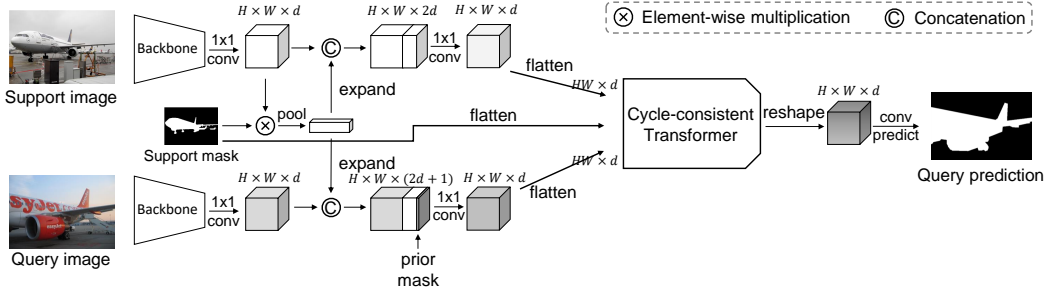 H × W × d
H × W × 2d
H × W × d
⊗ Element-wise multiplication
© Concatenation
Backbone
1x1
conv
©
1x1
conv
flatten
HW × d
Support image
expand
pool
flatten
Support mask
Cycle-consistent
Transformer
reshape
H × W × d
conv
predict
expand
HW × d
Query prediction
H × W × d
H × W × (2d + 1)
H × W × d
flatten
Backbone
1x1
conv
©
1x1
conv
easyJet
Query image
prior
mask